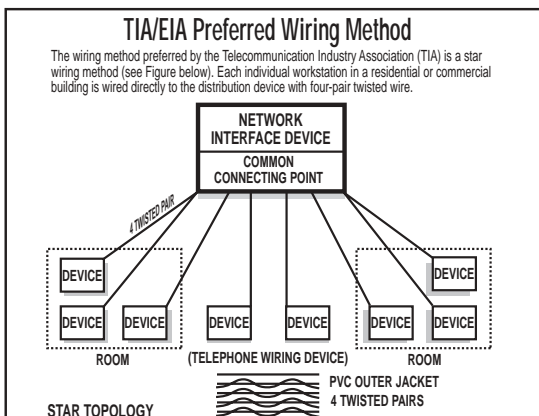 TIA/EIA Preferred Wiring Method
The wiring method preferred by the Telecommunication Industry Association (TIA) is a star
wiring method (see Figure below). Each individual workstation in a residential or commercial
building is wired directly to the distribution device with four-pair twisted wire.
NETWORK
INTERFACE DEVICE
COMMON
CONNECTING POINT
4 TWISTED PAIR
DEVICE
DEVICE
DEVICE
DEVICE
DEVICE
DEVICE
DEVICE
DEVICE
ROOM
(TELEPHONE WIRING DEVICE)
ROOM
PVC OUTER JACKET
4 TWISTED PAIRS
STAR TOPOLOGY